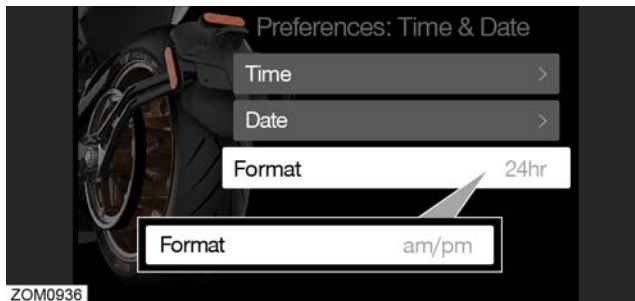 Preferences: Time & Date
Time
Date
Format 24hr
Format am/pm
ZOM0936